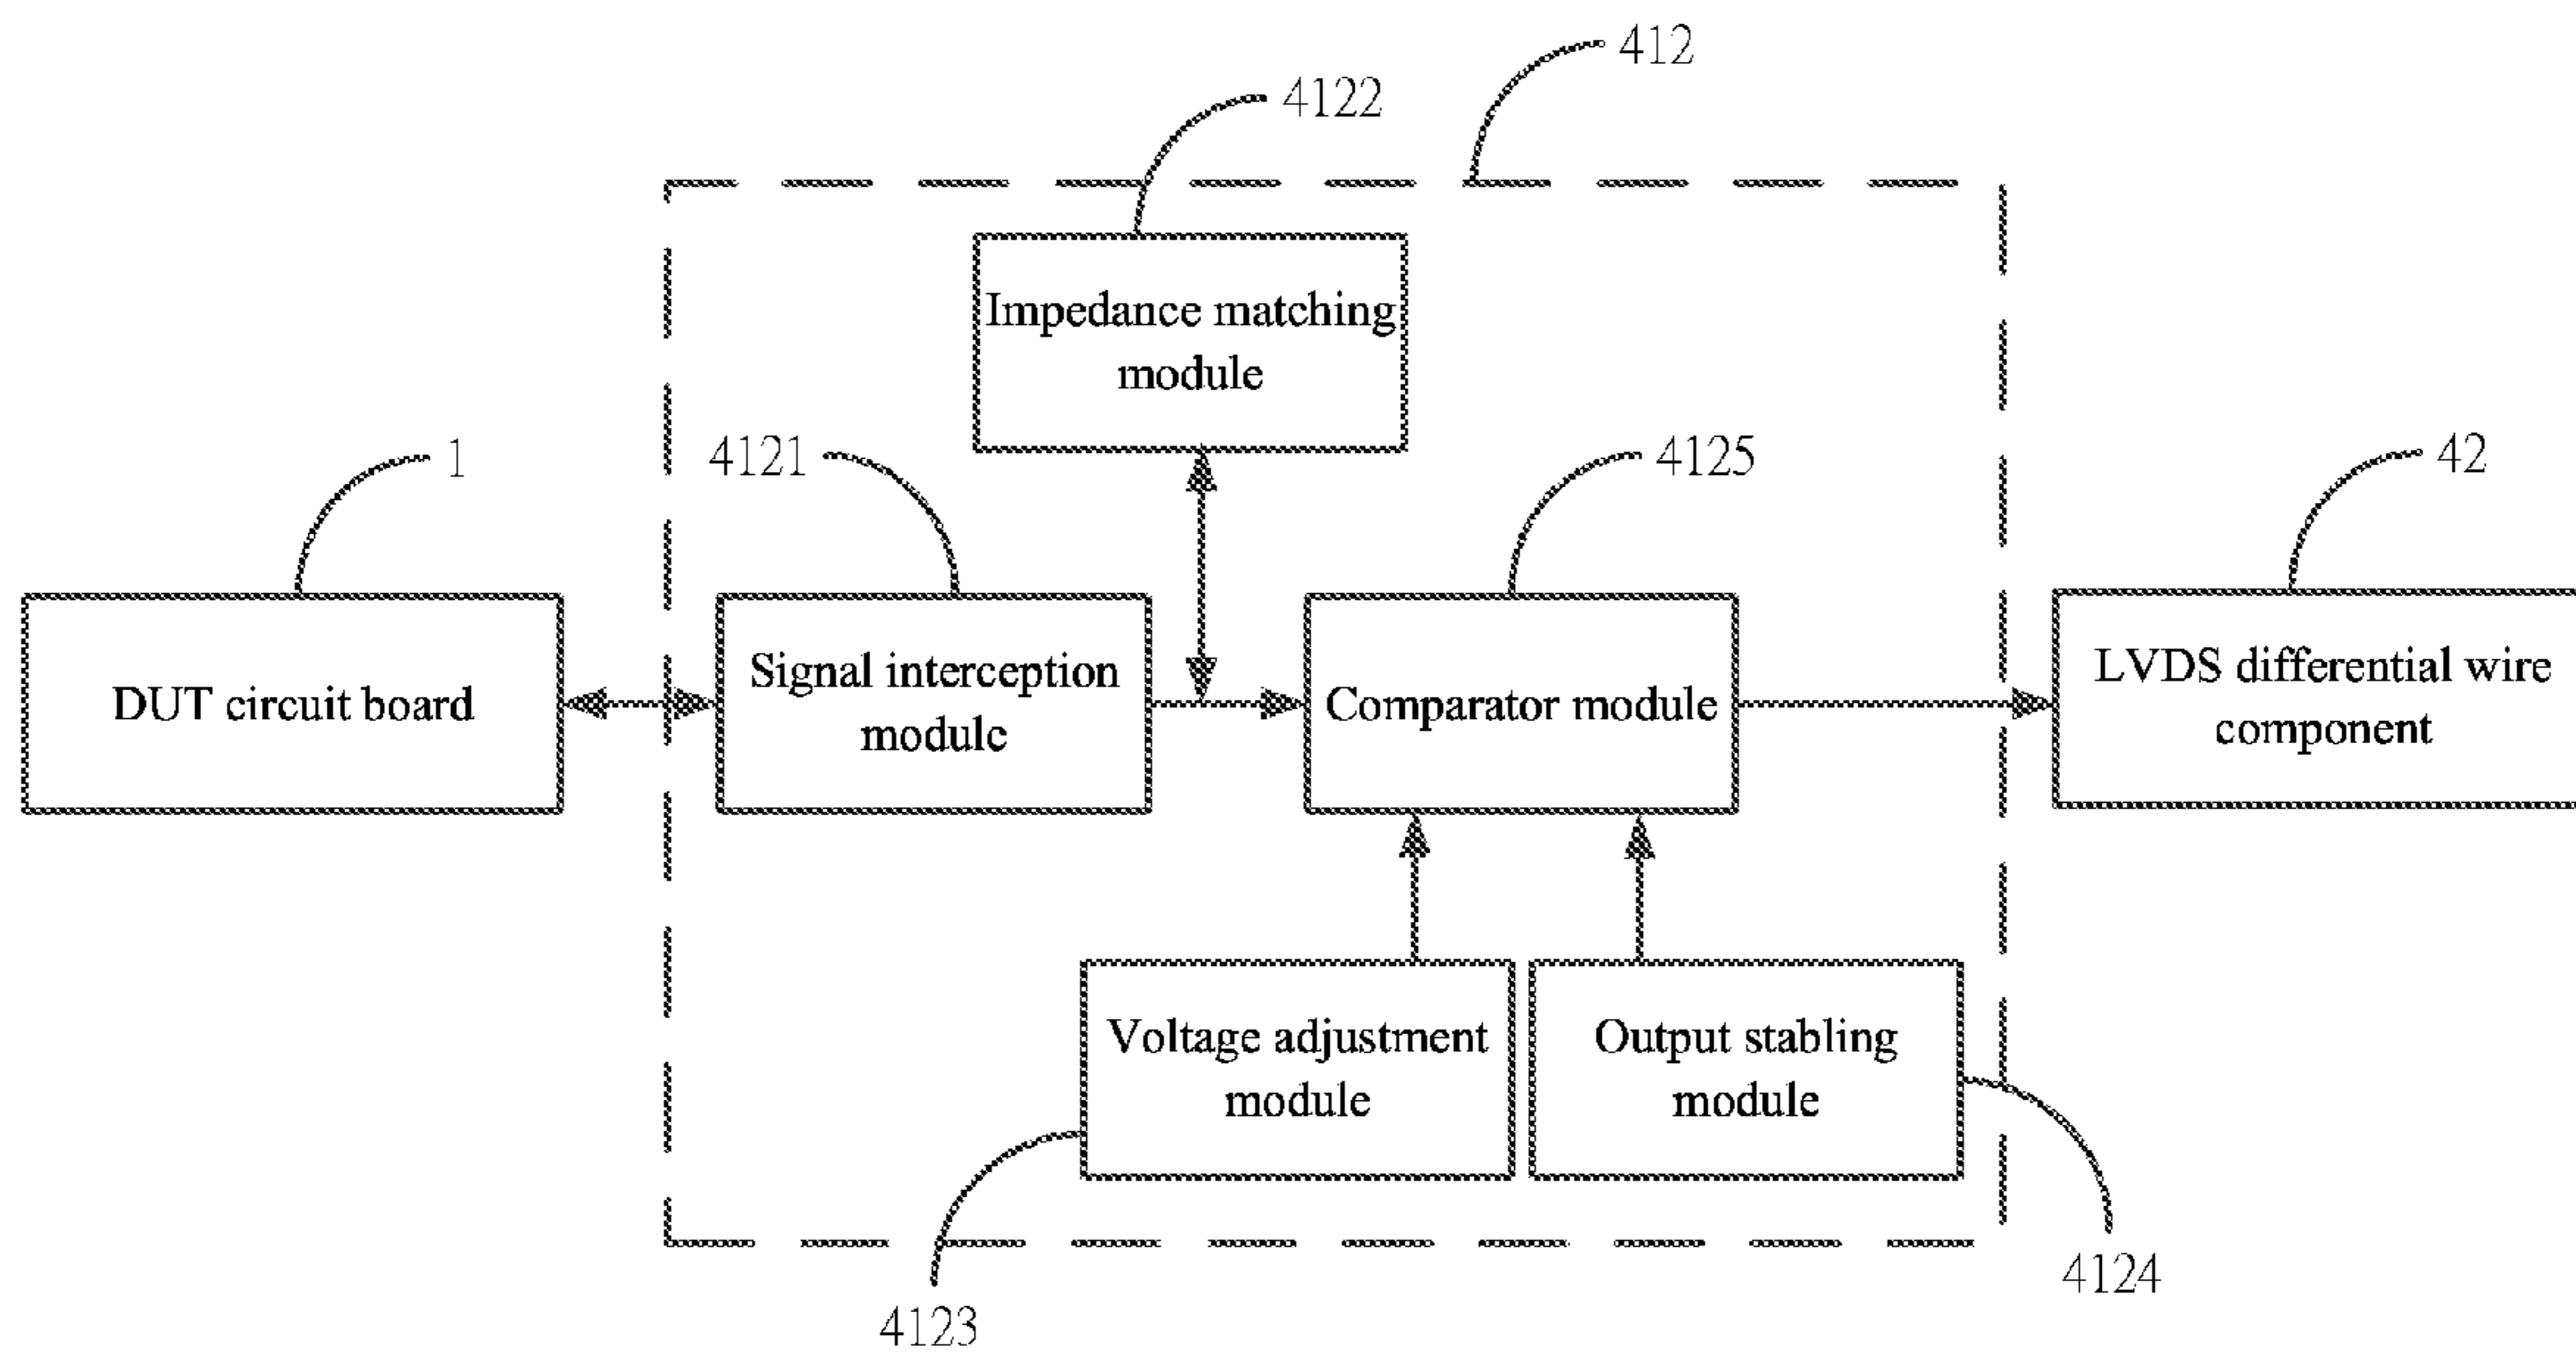 412
4122
Impedance matching
module
1
4121
4125
42
DUT circuit board
Signal interception
module
Comparator module
LVDS differential wire
component
Voltage adjustment
module
Output stabling
module
4123
4124